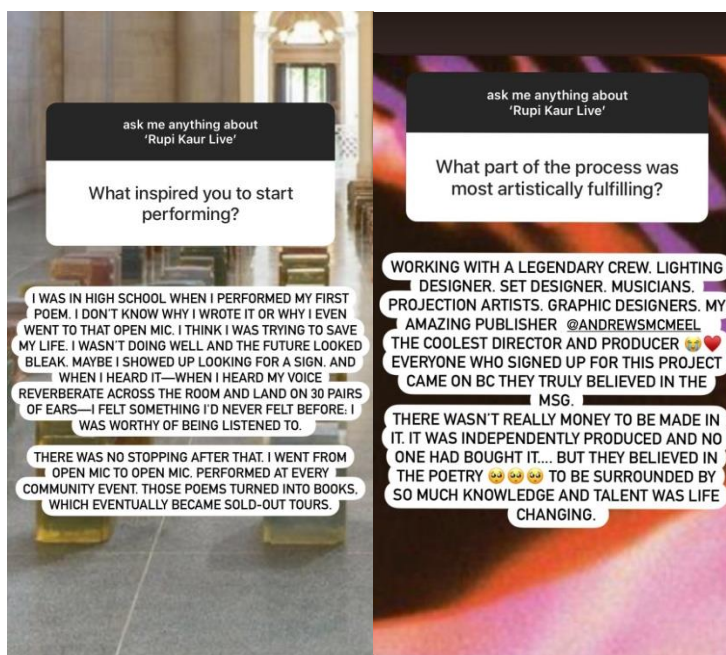 ask me anything about
'Rupi Kaur Live'
What inspired you to start
performing?
I WAS IN HIGH SCHOOL WHEN I PERFORMED MY FIRST
POEM. I DON'T KNOW WHY I WROTE IT OR WHY I EVEN
WENT TO THAT OPEN MIC. I THINK I WAS TRYING TO SAVE
MY LIFE. I WASN'T DOING WELL AND THE FUTURE LOOKED
BLEAK. MAYBE I SHOWED UP LOOKING FOR A SIGN. AND
WHEN I HEARD IT—WHEN I HEARD MY VOICE
REVERBERATE ACROSS THE ROOM AND LAND ON 30 PAIRS
OF EARS—I FELT SOMETHING I'D NEVER FELT BEFORE: I
WAS WORTHY OF BEING LISTENED TO.
THERE WAS NO STOPPING AFTER THAT. I WENT FROM
OPEN MIC TO OPEN MIC. PERFORMED AT EVERY
COMMUNITY EVENT. THOSE POEMS TURNED INTO BOOKS.
WHICH EVENTUALLY BECAME SOLD-OUT TOURS.
ask me anything about
'Rupi Kaur Live'
What part of the process was
most artistically fulfilling?
WORKING WITH A LEGENDARY CREW. LIGHTING
DESIGNER. SET DESIGNER. MUSICIANS.
PROJECTION ARTISTS. GRAPHIC DESIGNERS. MY
AMAZING PUBLISHER @ANDREWSMCMEEL
THE COOLEST DIRECTOR AND PRODUCER 😭♥️
EVERYONE WHO SIGNED UP FOR THIS PROJECT
CAME ON BC THEY TRULY BELIEVED IN THE
MSG.
THERE WASN'T REALLY MONEY TO BE MADE IN
IT. IT WAS INDEPENDENTLY PRODUCED AND NO
ONE HAD BOUGHT IT.... BUT THEY BELIEVED IN
THE POETRY 🥺🥺🥺 TO BE SURROUNDED BY
SO MUCH KNOWLEDGE AND TALENT WAS LIFE
CHANGING.